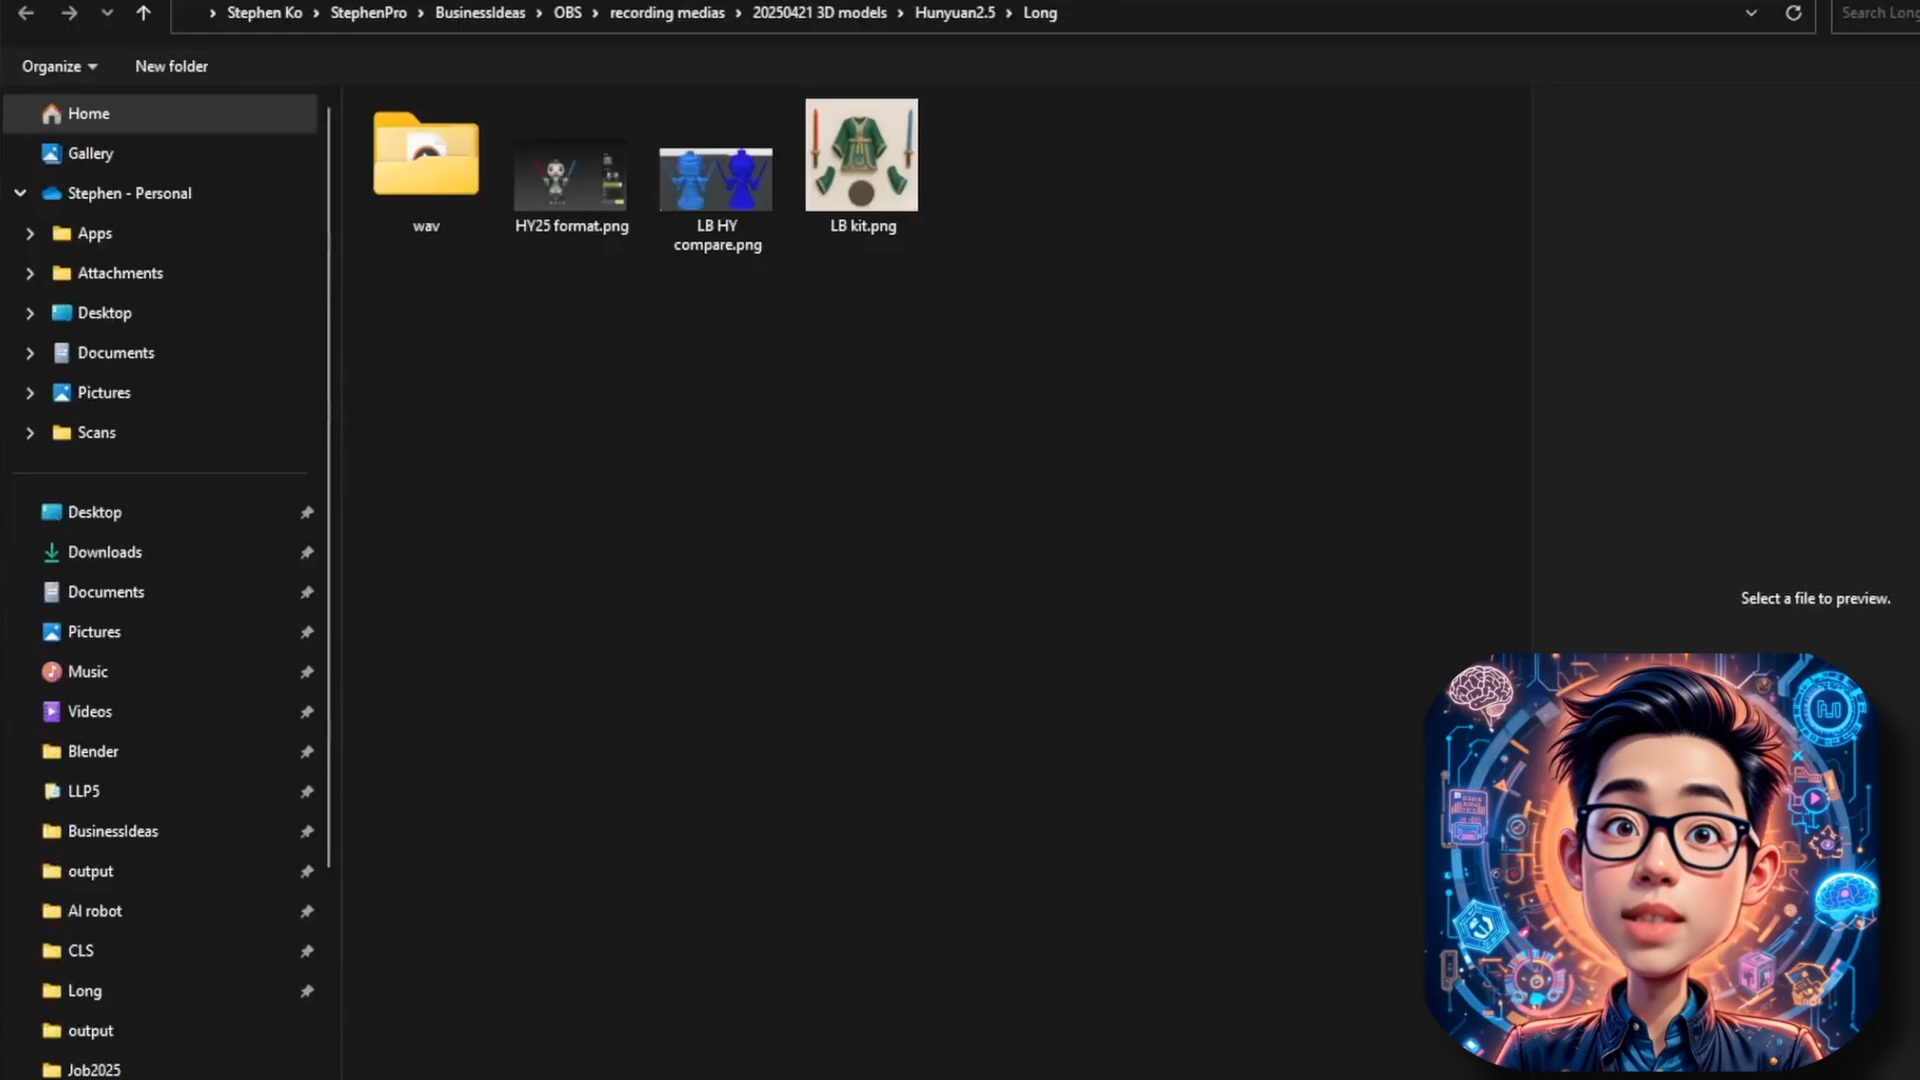 Stephen Ko > StephenPro > BusinessIdeas > OBS > recording medias > 20250421 3D models > Hunyuan2.5 > Long
Search Long
Organize
New folder
Home
Gallery
Stephen - Personal
Apps
Attachments
Desktop
Documents
Pictures
Scans
Desktop
Downloads
Documents
Pictures
Music
Videos
Blender
LLP5
BusinessIdeas
output
AI robot
CLS
Long
output
Job2025
wav
HY25 format.png
LB HY
compare.png
LB kit.png
Select a file to preview.